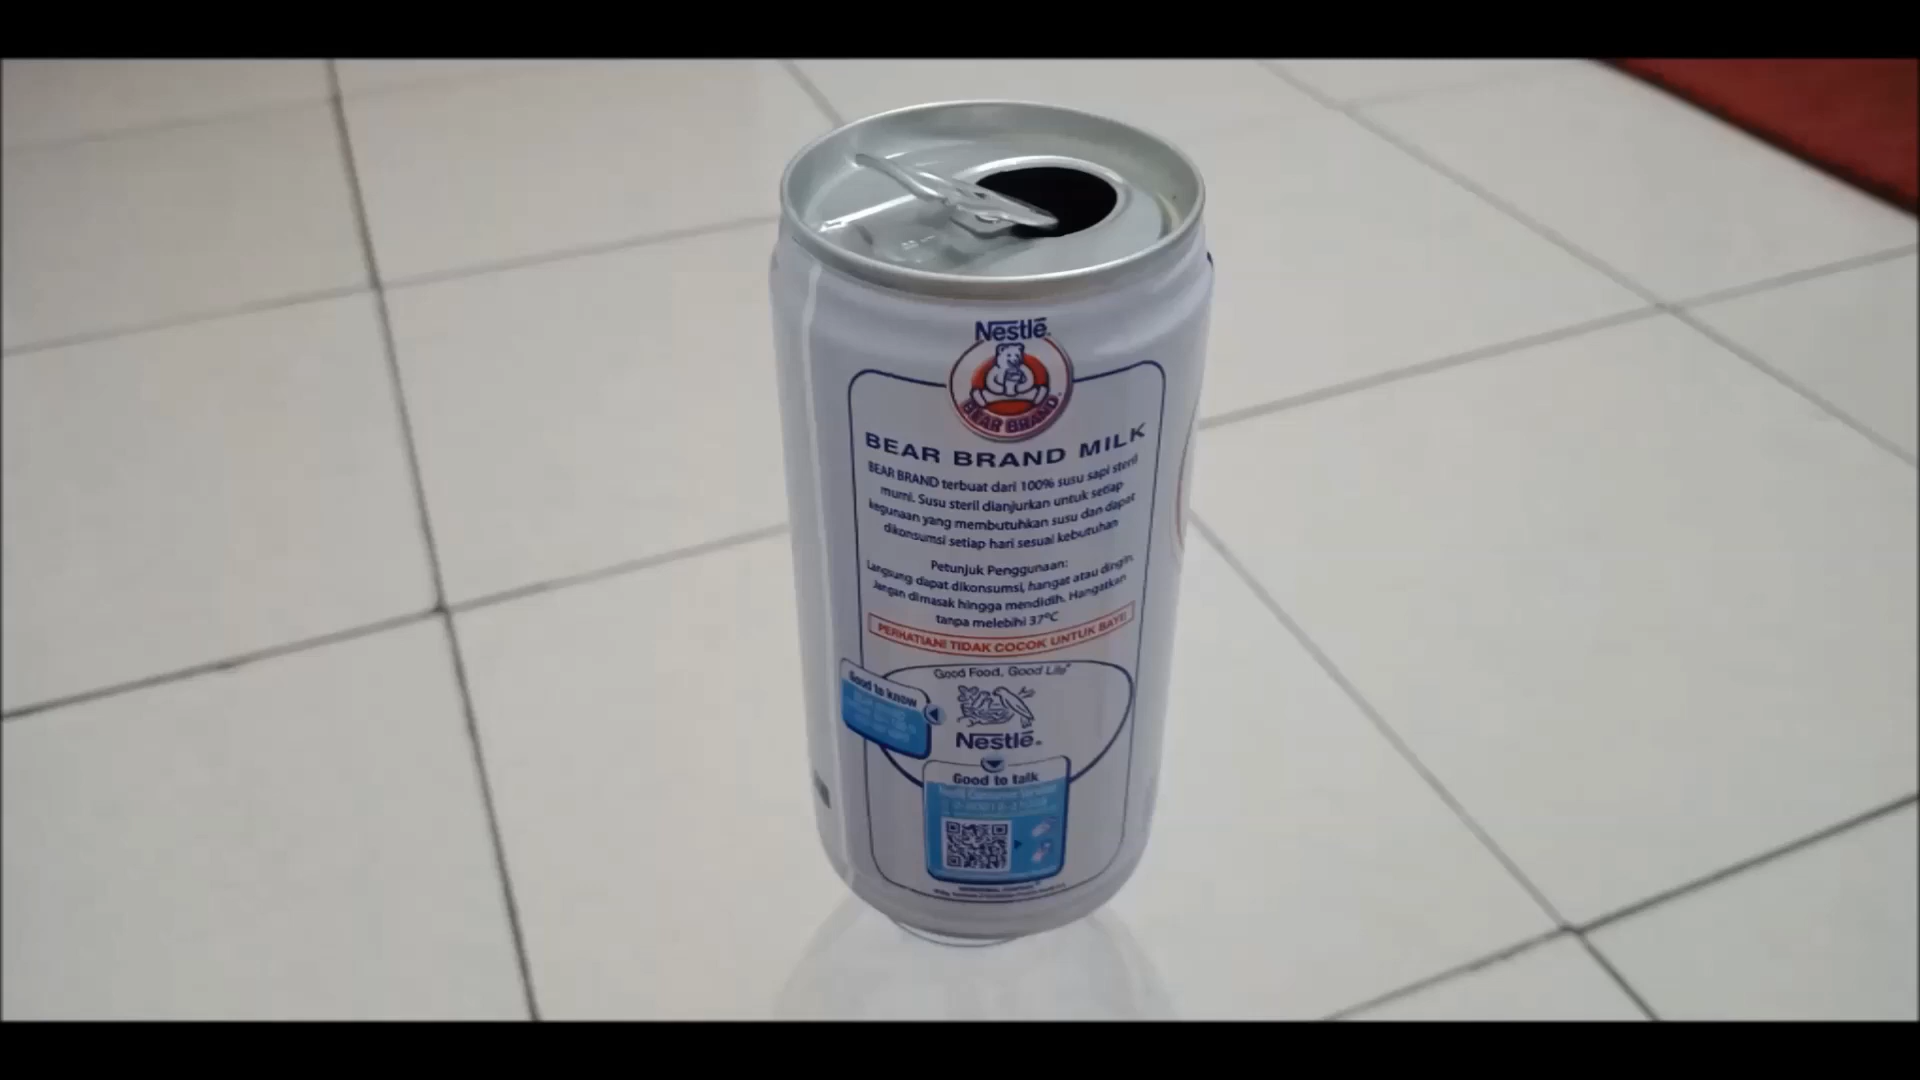 Nestlé
BEAR BRAND
BEAR BRAND MILK
BEAR BRAND terbuat dari 100% susu sapi steril
murni. Susu steril dianjurkan untuk setiap
kegunaan yang membutuhkan susu dan dapat
dikonsumsi setiap hari sesuai kebutuhan
Petunjuk Penggunaan:
Langsung dapat dikonsumsi, hangat atau dingin.
Jangan dimasak hingga mendidih. Hangatkan
tanpa melebihi 37°C
PERHATIAN! TIDAK COCOK UNTUK BAYI!
Good Food, Good Life
Good to know
Nestlé
Good to talk